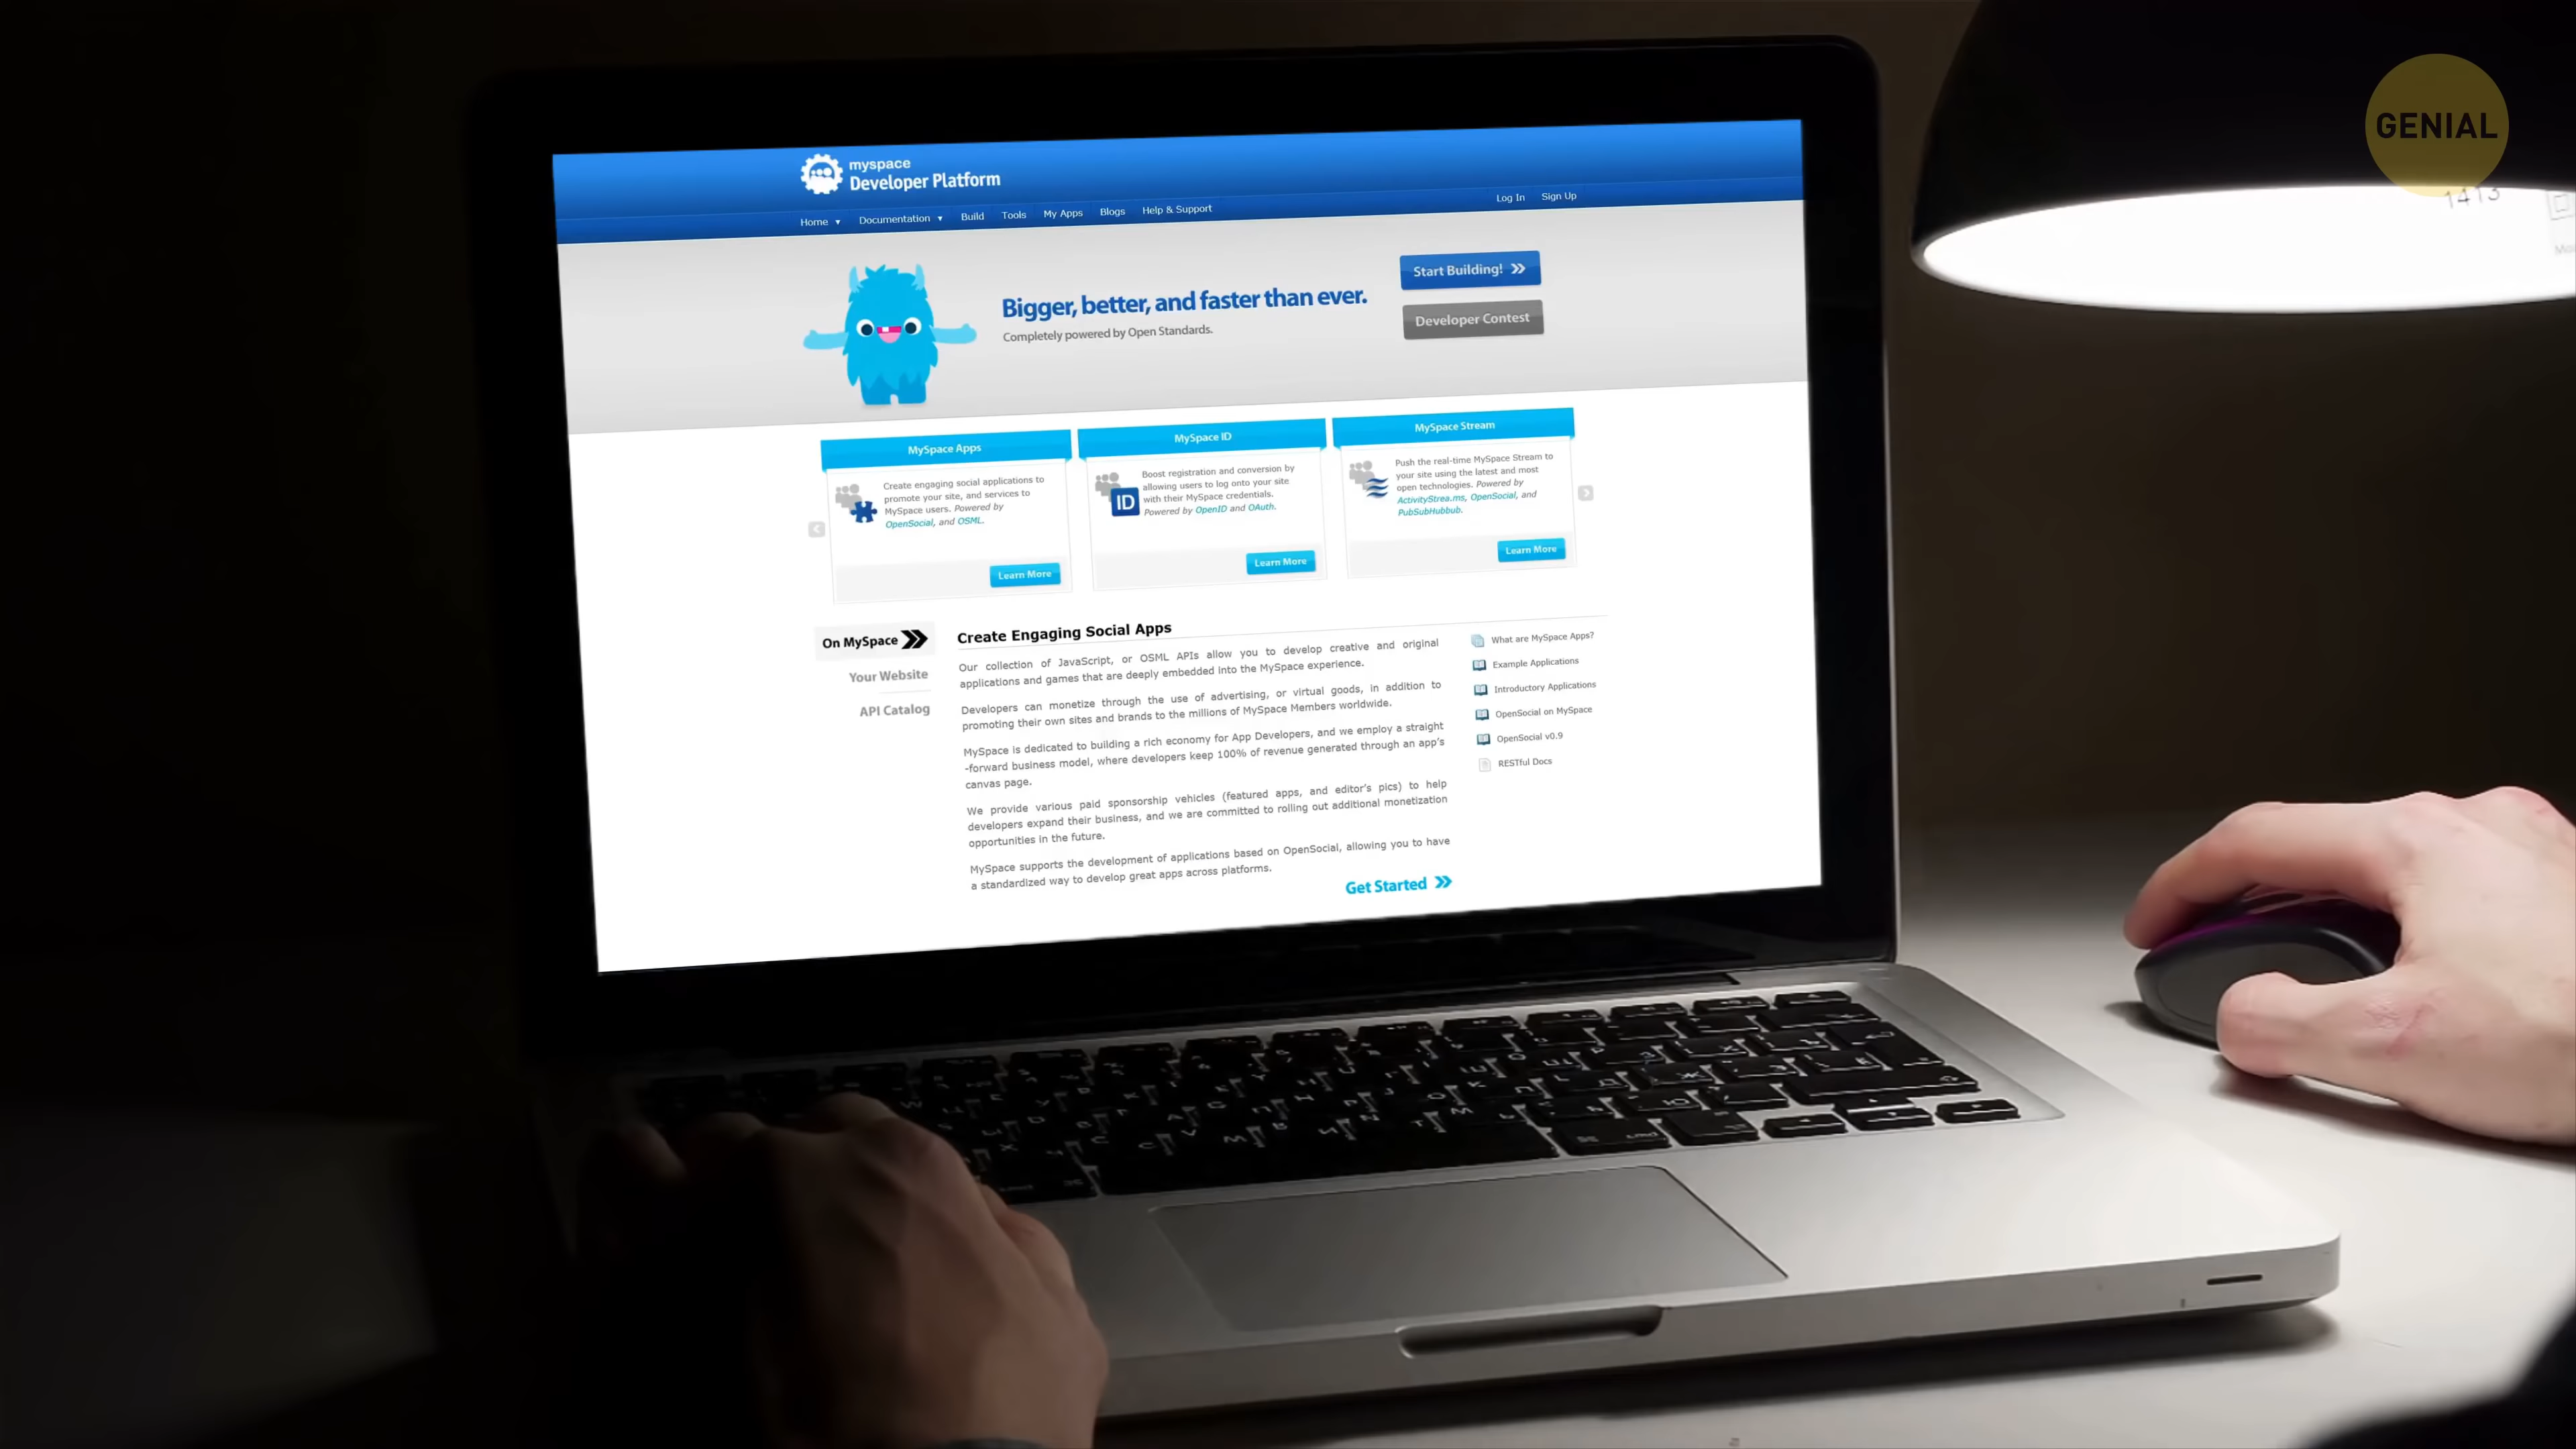 GENIAL
1413
myspace
Developer Platform
Home
Documentation
Build
Tools
My Apps
Blogs
Help & Support
Log In
Sign Up
Bigger, better, and faster than ever.
Completely powered by Open Standards.
Start Building!
Developer Contest
MySpace Apps
Create engaging social applications to
promote your site, and services to
MySpace users. Powered by
OpenSocial, and OSML.
Learn More
MySpace ID
ID
Boost registration and conversion by
allowing users to log onto your site
with their MySpace credentials.
Powered by OpenID and OAuth.
Learn More
MySpace Stream
Push the real-time MySpace Stream to
your site using the latest and most
open technologies. Powered by
ActivityStrea.ms, OpenSocial, and
PubSubHubbub.
Learn More
On MySpace
Your Website
API Catalog
Create Engaging Social Apps
Our collection of JavaScript, or OSML APIs allow you to develop creative and original
applications and games that are deeply embedded into the MySpace experience.
Developers can monetize through the use of advertising, or virtual goods, in addition to
promoting their own sites and brands to the millions of MySpace Members worldwide.
MySpace is dedicated to building a rich economy for App Developers, and we employ a straight
-forward business model, where developers keep 100% of revenue generated through an app's
canvas page.
We provide various paid sponsorship vehicles (featured apps, and editor's pics) to help
developers expand their business, and we are committed to rolling out additional monetization
opportunities in the future.
MySpace supports the development of applications based on OpenSocial, allowing you to have
a standardized way to develop great apps across platforms.
Get Started
What are MySpace Apps?
Example Applications
Introductory Applications
OpenSocial on MySpace
OpenSocial v0.9
RESTful Docs